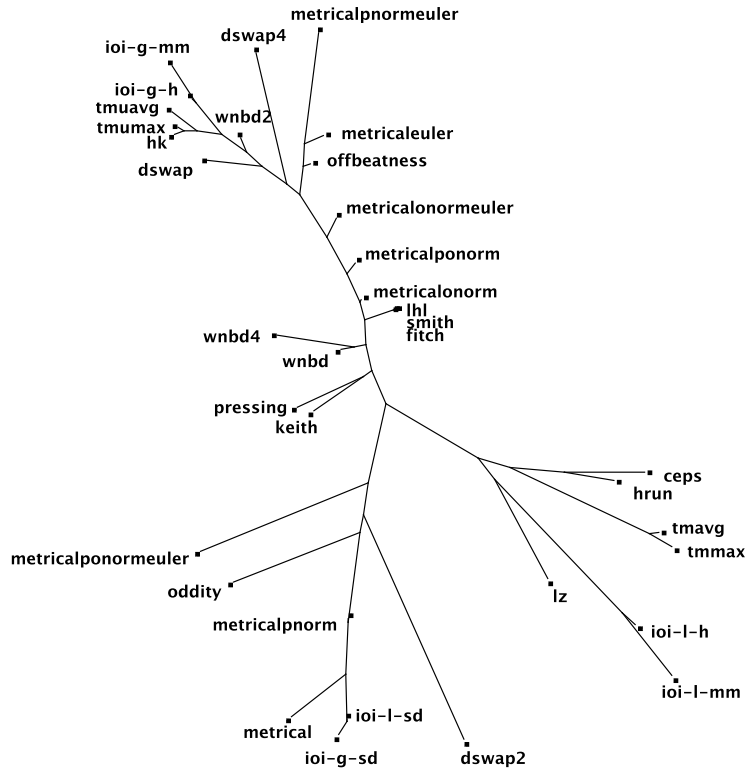 metricalpnormeuler
dswap4
ioi-g-mm
ioi-g-h
tmuavg
wnbd2
tmumax
hk
metricaleuler
offbeatness
dswap
metricalonormeuler
metricalponorm
metricalonorm
lhl
smith
fitch
wnbd4
wnbd
pressing
keith
ceps
hrun
tmavg
tmmax
metricalponormeuler
oddity
lz
metricalpnorm
ioi-l-h
ioi-l-mm
ioi-l-sd
metrical
ioi-g-sd
dswap2